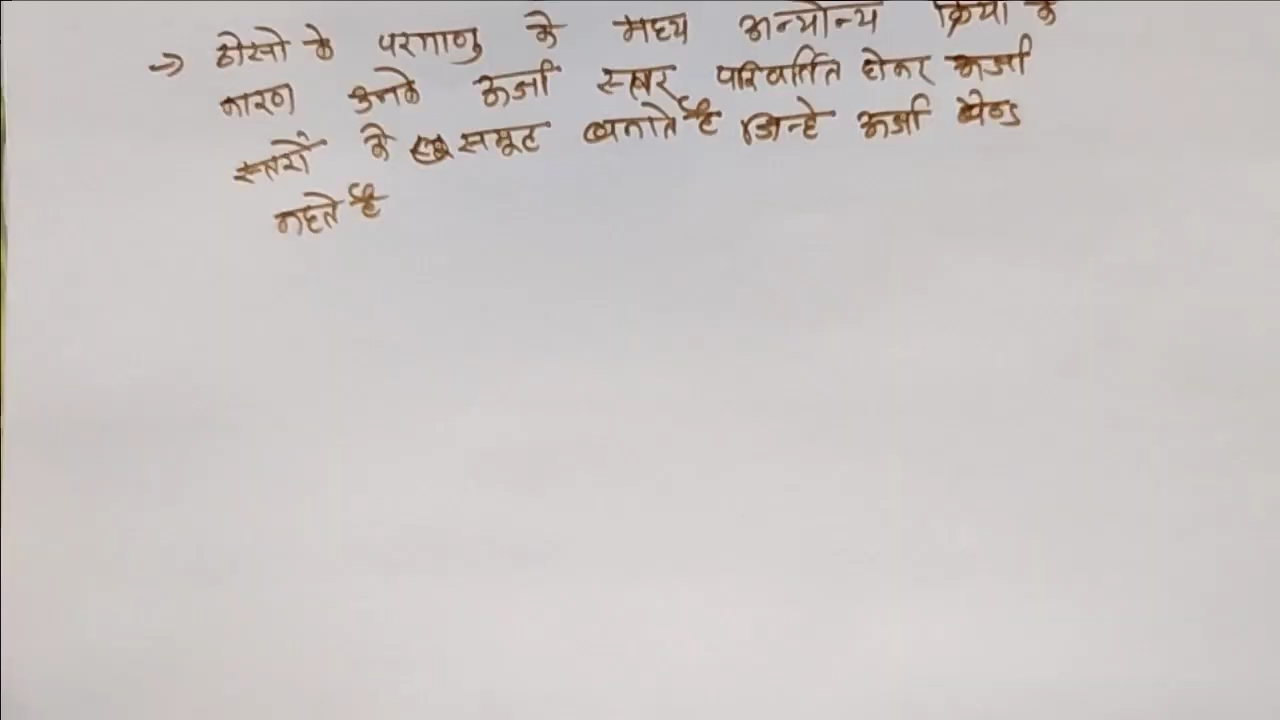 → ठोसो के परमाणु के मध्य अन्योन्य क्रिया के
कारण उनके ऊर्जा स्तर परिवर्तित होकर ऊर्जा
स्तरों के समूह बनाते है जिन्हे ऊर्जा बेण्ड
कहते है